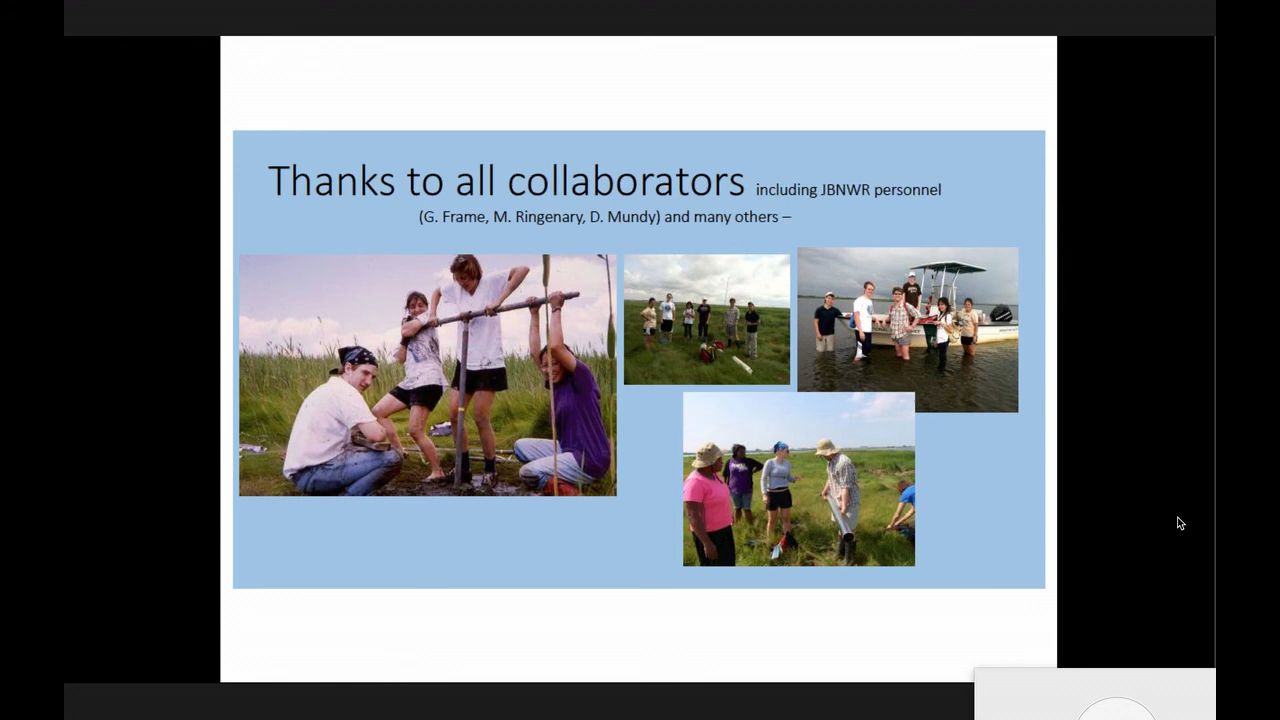 Thanks to all collaborators including JBNWR personnel
(G. Frame, M. Ringenary, D. Mundy) and many others –